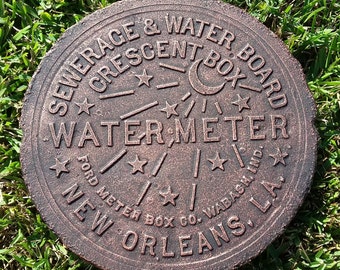 SEWERAGE & WATER BOARD
CRESCENT BOX
WATER METER
FORD METER BOX CO. WABASH, IND.
NEW ORLEANS, LA.